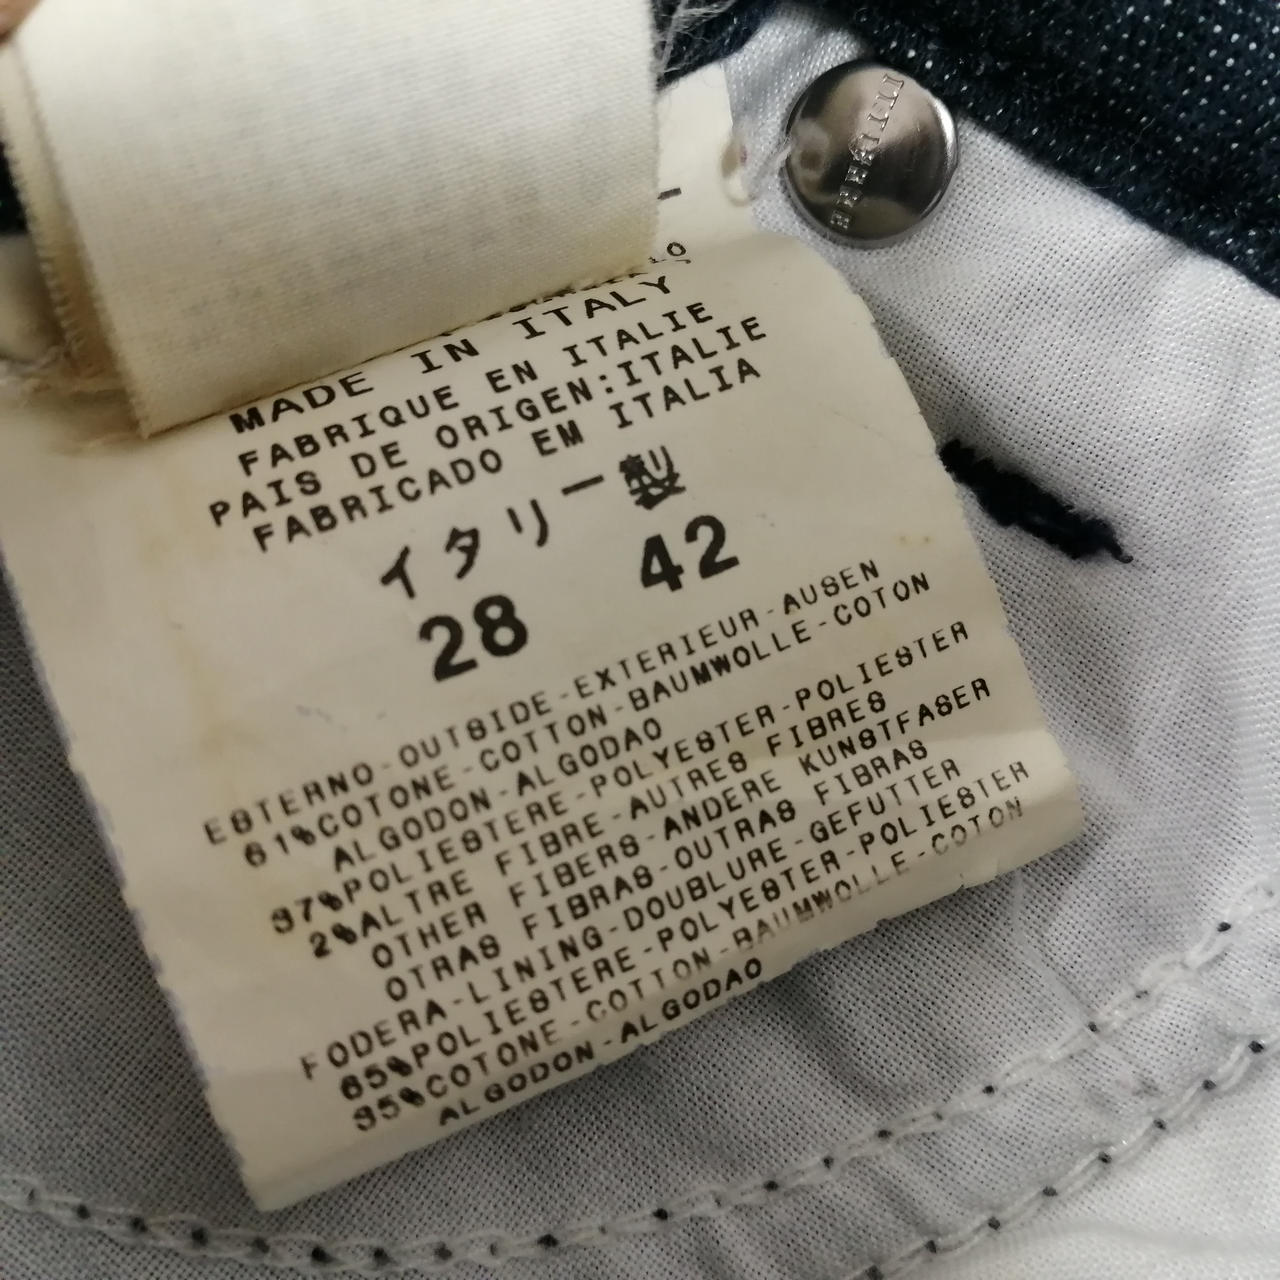 ITTIERRE
MADE IN ITALY
FABRIQUE EN ITALIE
PAIS DE ORIGEN:ITALIE
FABRICADO EM ITALIA
イタリー製
28 42
ESTERNO-OUTSIDE-EXTERIEUR-AUSEN
61%COTONE-COTTON-BAUMWOLLE-COTON
ALGODON-ALGODAO
37%POLIESTERE-POLYESTER-POLIESTER
2%ALTRE FIBRE-AUTRES FIBRES
OTHER FIBERS-ANDERE KUNSTFASER
OTRAS FIBRAS-OUTRAS FIBRAS
FODERA-LINING-DOUBLURE-GEFUTTER
65%POLIESTERE-POLYESTER-POLIESTER
35%COTONE-COTTON-BAUMWOLLE-COTON
ALGODON-ALGODAO